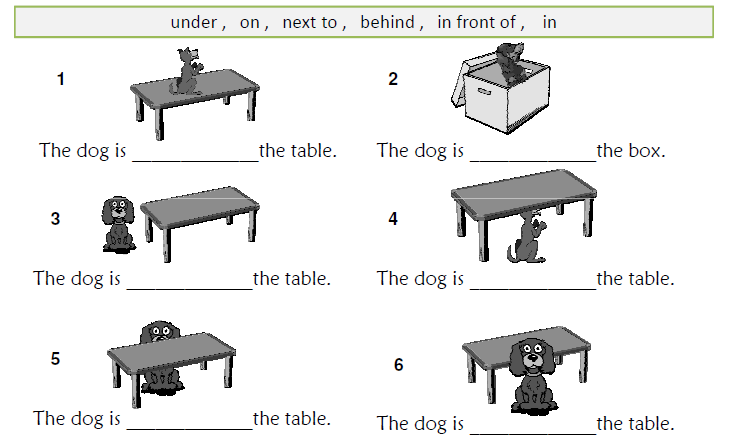 under , on , next to , behind , in front of , in
1
2
The dog is _____________the table.
The dog is _____________the box.
3
4
The dog is _____________the table.
The dog is _____________the table.
5
6
The dog is _____________the table.
The dog is _____________the table.